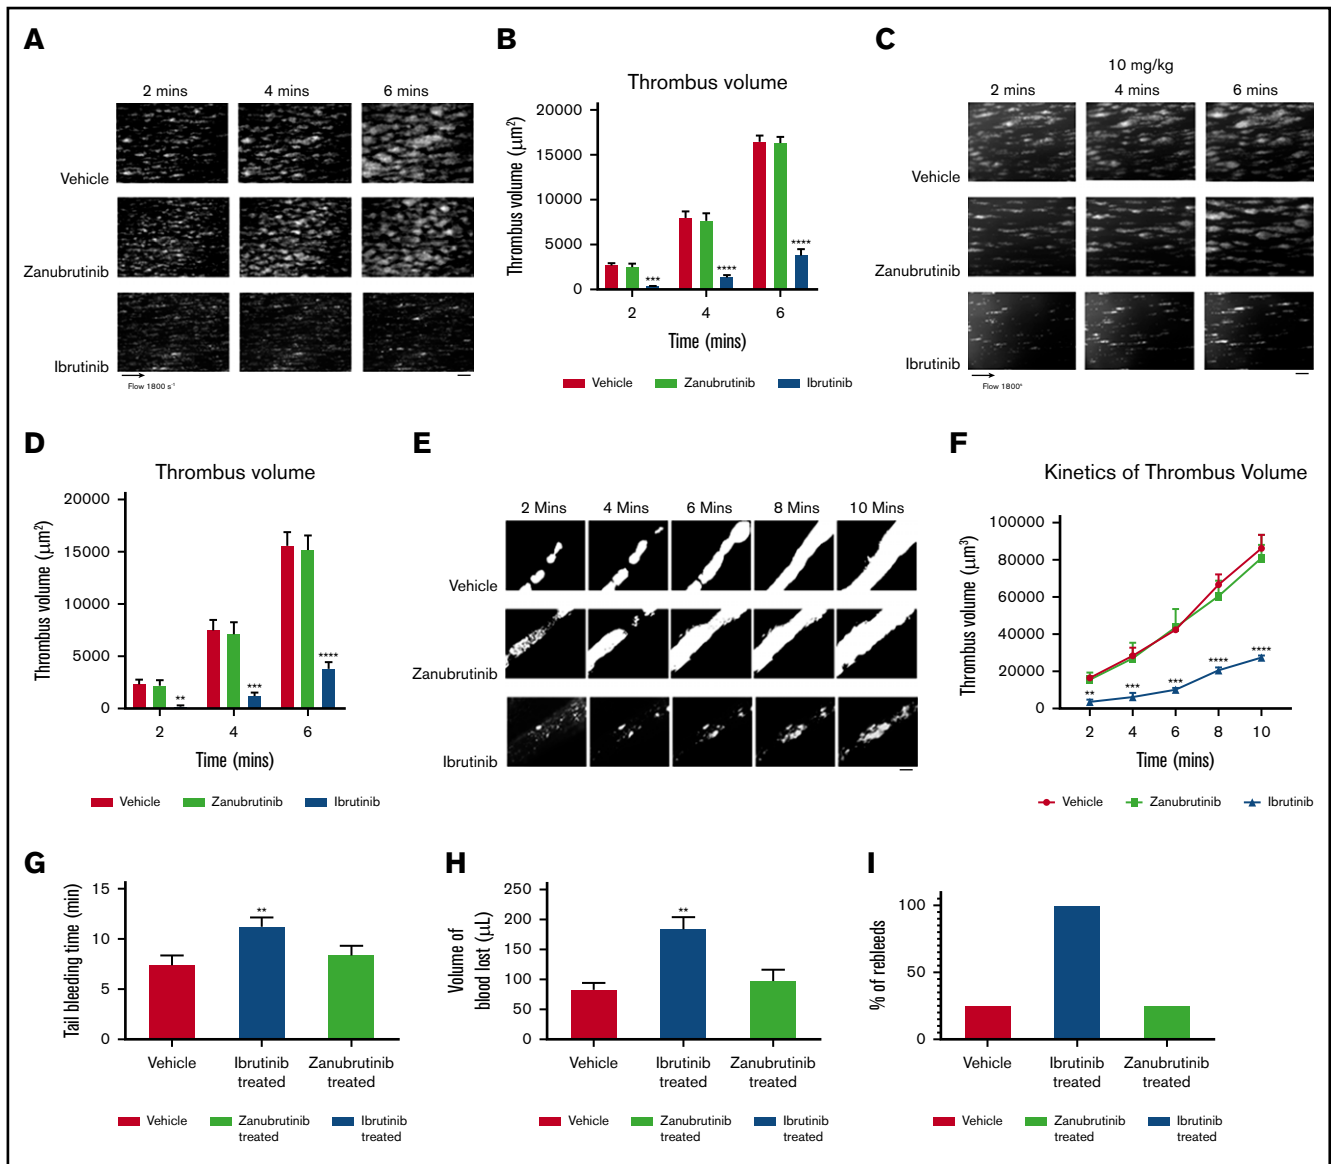 A
2 mins 4 mins 6 mins
Vehicle
Zanubrutinib
Ibrutinib
Flow 1800 s⁻¹
B
Thrombus volume
Thrombus volume (μm²)
20000
15000
10000
5000
0
***
****
****
2 4 6
Time (mins)
Vehicle Zanubrutinib Ibrutinib
C
10 mg/kg
2 mins 4 mins 6 mins
Vehicle
Zanubrutinib
Ibrutinib
Flow 1800ˢ
D
Thrombus volume
Thrombus volume (μm²)
20000
15000
10000
5000
0
**
***
****
2 4 6
Time (mins)
Vehicle Zanubrutinib Ibrutinib
E
2 Mins 4 Mins 6 Mins 8 Mins 10 Mins
Vehicle
Zanubrutinib
Ibrutinib
F
Kinetics of Thrombus Volume
Thrombus volume (μm³)
100000
80000
60000
40000
20000
0
**
***
***
****
****
2 4 6 8 10
Time (mins)
Vehicle Zanubrutinib Ibrutinib
G
Tail bleeding time (min)
15
10
5
0
**
Vehicle Ibrutinib Zanubrutinib
treated treated
Vehicle Zanubrutinib Ibrutinib
treated treated
H
Volume of
blood lost (μL)
250
200
150
100
50
0
**
Vehicle Ibrutinib Zanubrutinib
treated treated
Vehicle Zanubrutinib Ibrutinib
treated treated
I
% of rebleeds
100
50
0
Vehicle Ibrutinib Zanubrutinib
treated treated
Vehicle Zanubrutinib Ibrutinib
treated treated